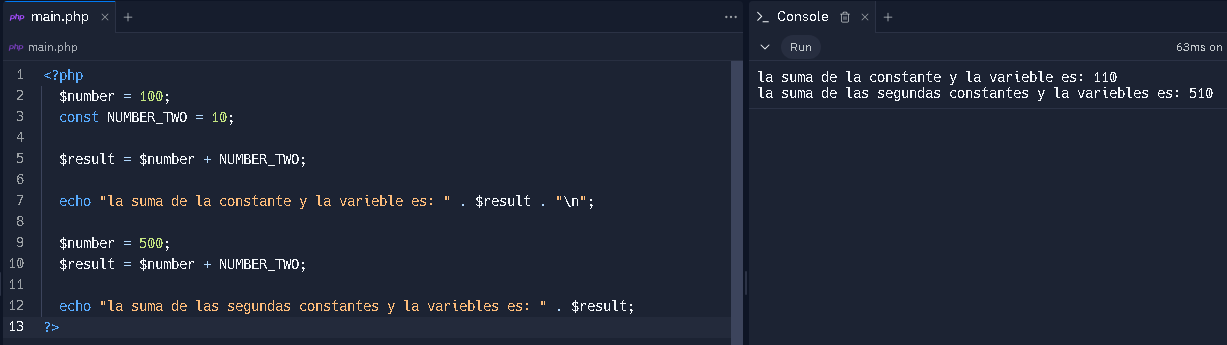 php main.php × +
php main.php
1 <?php
2 $number = 100;
3 const NUMBER_TWO = 10;
4
5 $result = $number + NUMBER_TWO;
6
7 echo "la suma de la constante y la varieble es: " . $result . "\n";
8
9 $number = 500;
10 $result = $number + NUMBER_TWO;
11
12 echo "la suma de las segundas constantes y la variebles es: " . $result;
13 ?>
Console × +
Run 63ms on
la suma de la constante y la varieble es: 110
la suma de las segundas constantes y la variebles es: 510